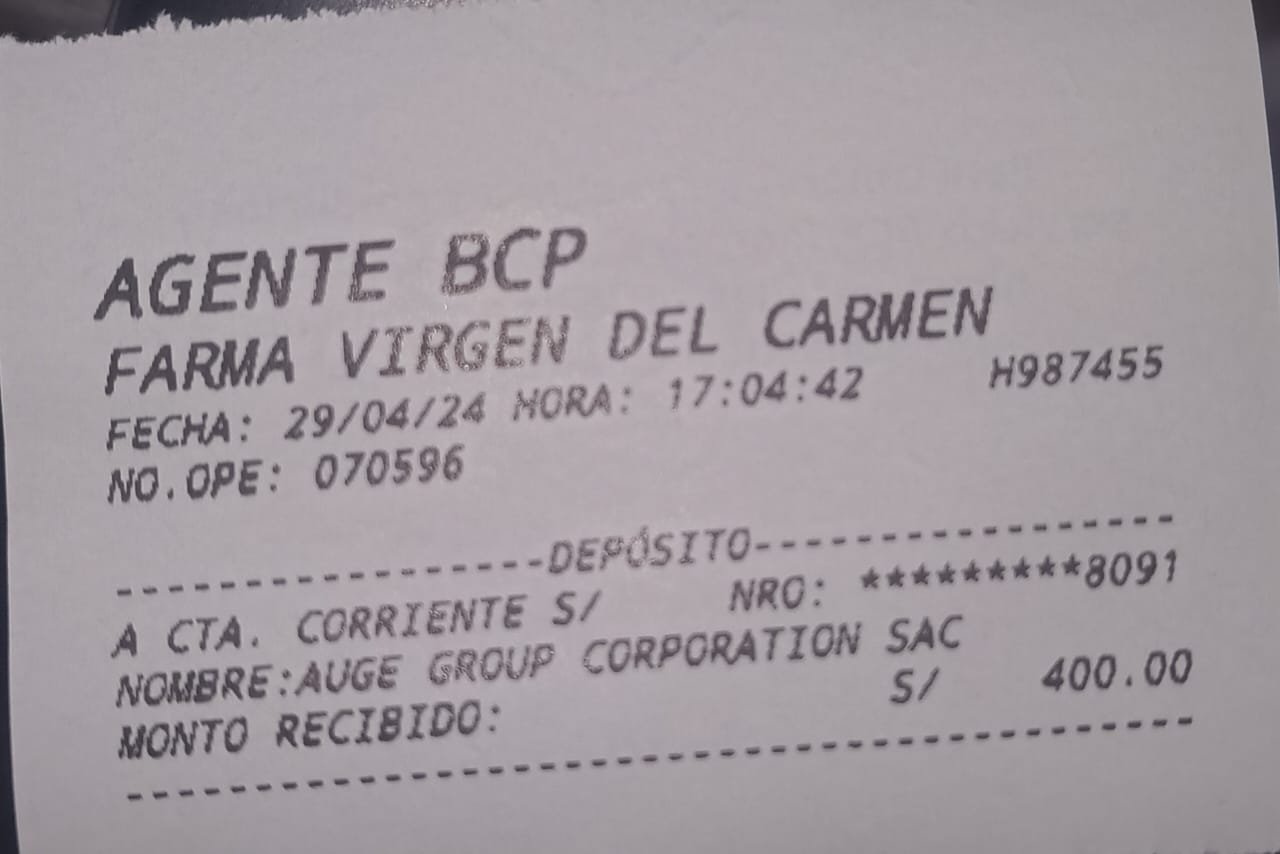 AGENTE BCP
FARMA VIRGEN DEL CARMEN
FECHA: 29/04/24 HORA: 17:04:42 H987455
NO.OPE: 070596
-----------------DEPÓSITO-----------------
A CTA. CORRIENTE S/ NRO: *********8091
NOMBRE:AUGE GROUP CORPORATION SAC
MONTO RECIBIDO: S/ 400.00
------------------------------------------